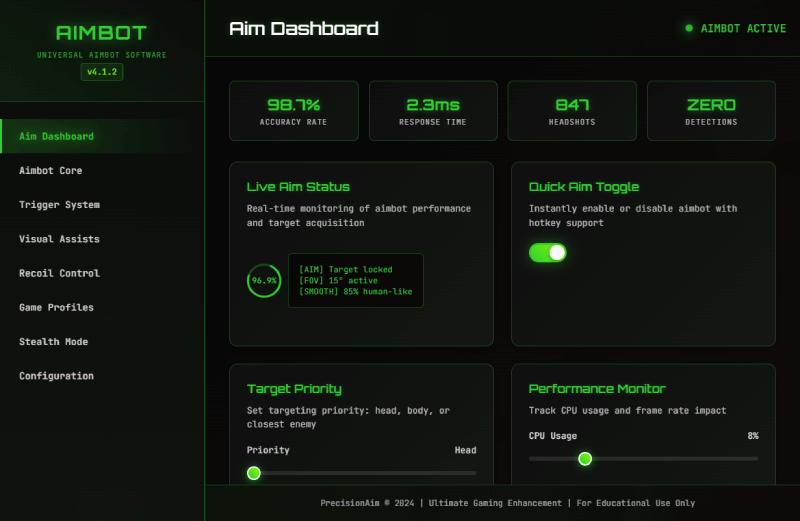 AIMBOT
UNIVERSAL AIMBOT SOFTWARE
v4.1.2
Aim Dashboard
Aimbot Core
Trigger System
Visual Assists
Recoil Control
Game Profiles
Stealth Mode
Configuration
Aim Dashboard
AIMBOT ACTIVE
98.7%
ACCURACY RATE
2.3ms
RESPONSE TIME
847
HEADSHOTS
ZERO
DETECTIONS
Live Aim Status
Real-time monitoring of aimbot performance
and target acquisition
96.9%
[AIM] Target locked
[FOV] 15° active
[SMOOTH] 85% human-like
Quick Aim Toggle
Instantly enable or disable aimbot with
hotkey support
Target Priority
Set targeting priority: head, body, or
closest enemy
Priority Head
Performance Monitor
Track CPU usage and frame rate impact
CPU Usage 8%
PrecisionAim © 2024 | Ultimate Gaming Enhancement | For Educational Use Only